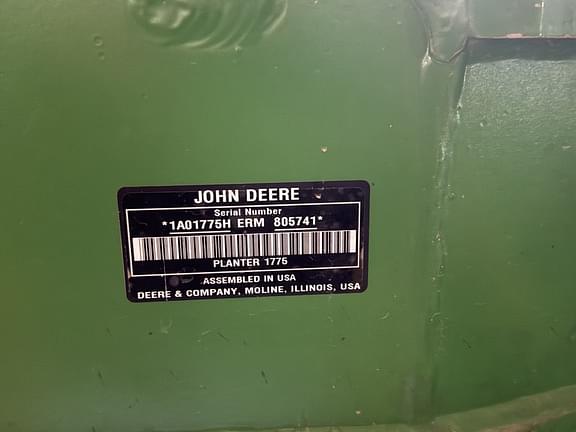 JOHN DEERE
Serial Number
*1A01775H ERM 805741*
PLANTER 1775
ASSEMBLED IN USA
DEERE & COMPANY, MOLINE, ILLINOIS, USA